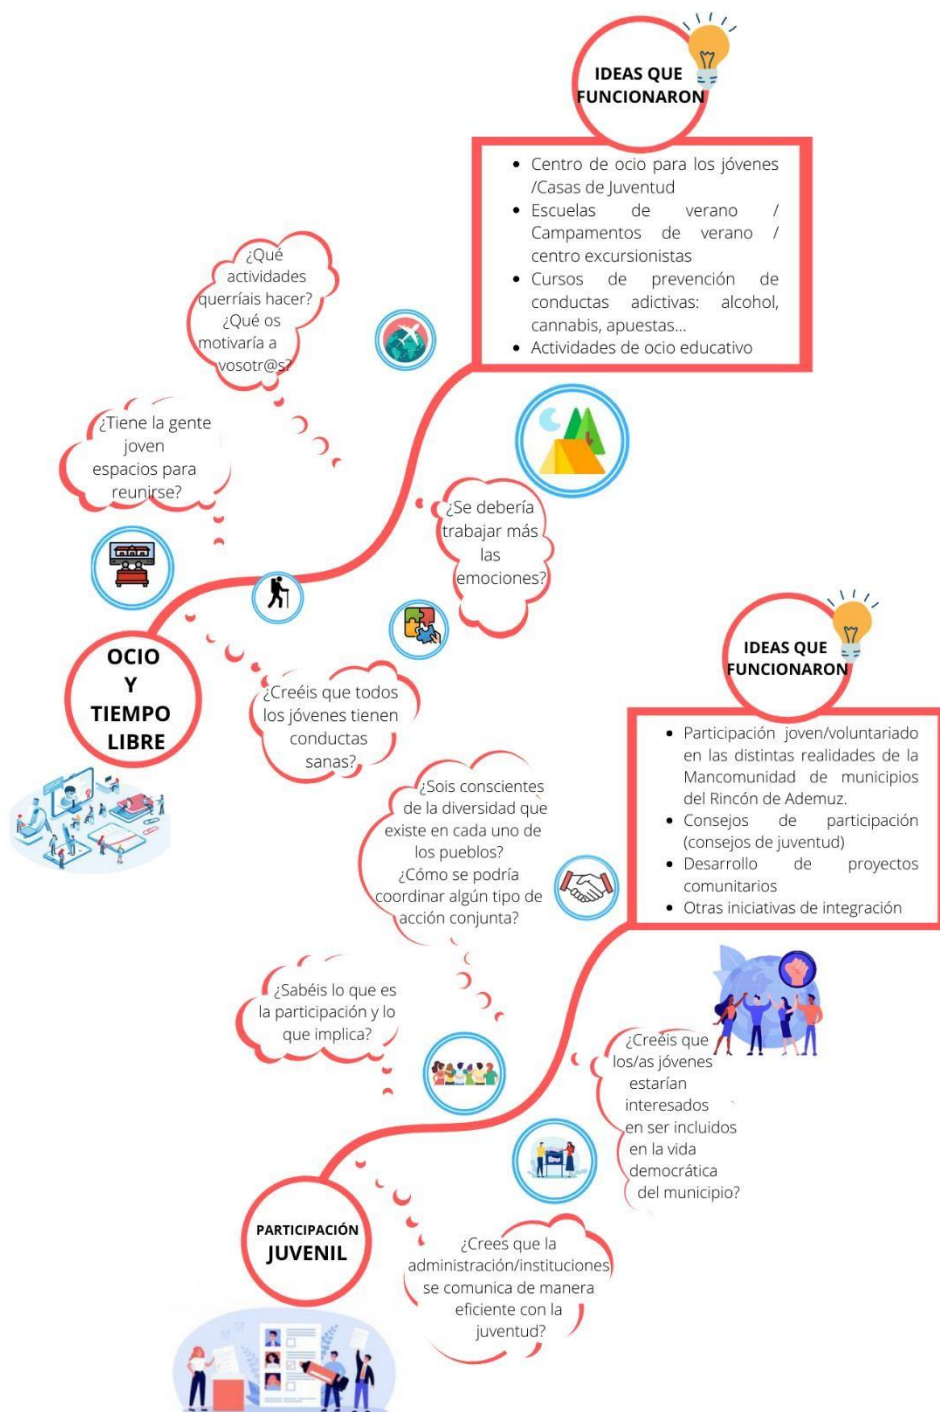 IDEAS QUE
FUNCIONARON
• Centro de ocio para los jóvenes
/Casas de Juventud
• Escuelas de verano /
Campamentos de verano /
centro excursionistas
• Cursos de prevención de
conductas adictivas: alcohol,
cannabis, apuestas...
• Actividades de ocio educativo
¿Qué
actividades
querríais hacer?
¿Qué os
motivaría a
vosotr@s?
¿Tiene la gente
joven
espacios para
reunirse?
¿Se debería
trabajar más
las
emociones?
OCIO
Y
TIEMPO
LIBRE
¿Creéis que todos
los jóvenes tienen
conductas
sanas?
IDEAS QUE
FUNCIONARON
• Participación joven/voluntariado
en las distintas realidades de la
Mancomunidad de municipios
del Rincón de Ademuz.
• Consejos de participación
(consejos de juventud)
• Desarrollo de proyectos
comunitarios
• Otras iniciativas de integración
¿Sois conscientes
de la diversidad que
existe en cada uno de
los pueblos?
¿Cómo se podría
coordinar algún tipo de
acción conjunta?
¿Sabéis lo que es
la participación y lo
que implica?
¿Creéis que
los/as jóvenes
estarían
interesados
en ser incluidos
en la vida
democrática
del municipio?
PARTICIPACIÓN
JUVENIL
¿Crees que la
administración/instituciones
se comunica de manera
eficiente con la
juventud?